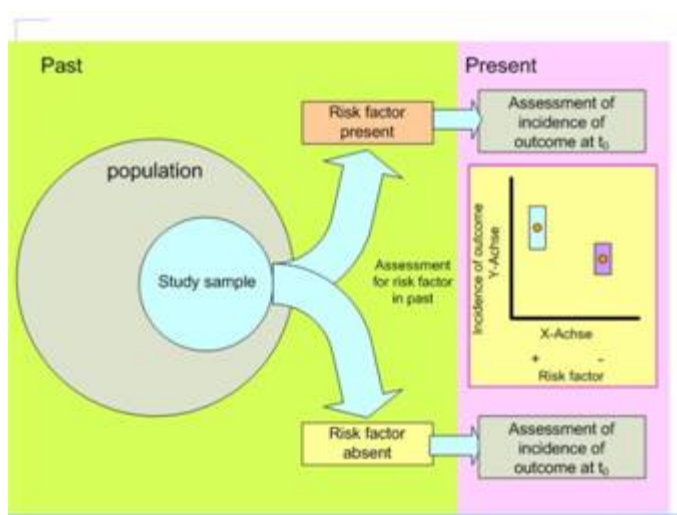 Past
Present
Risk factor
present
Assessment of
incidence of
outcome at t0
population
Study sample
Assessment
for risk factor
in past
Incidence of outcome
Y-Achse
X-Achse
+ -
Risk factor
Risk factor
absent
Assessment of
incidence of
outcome at t0